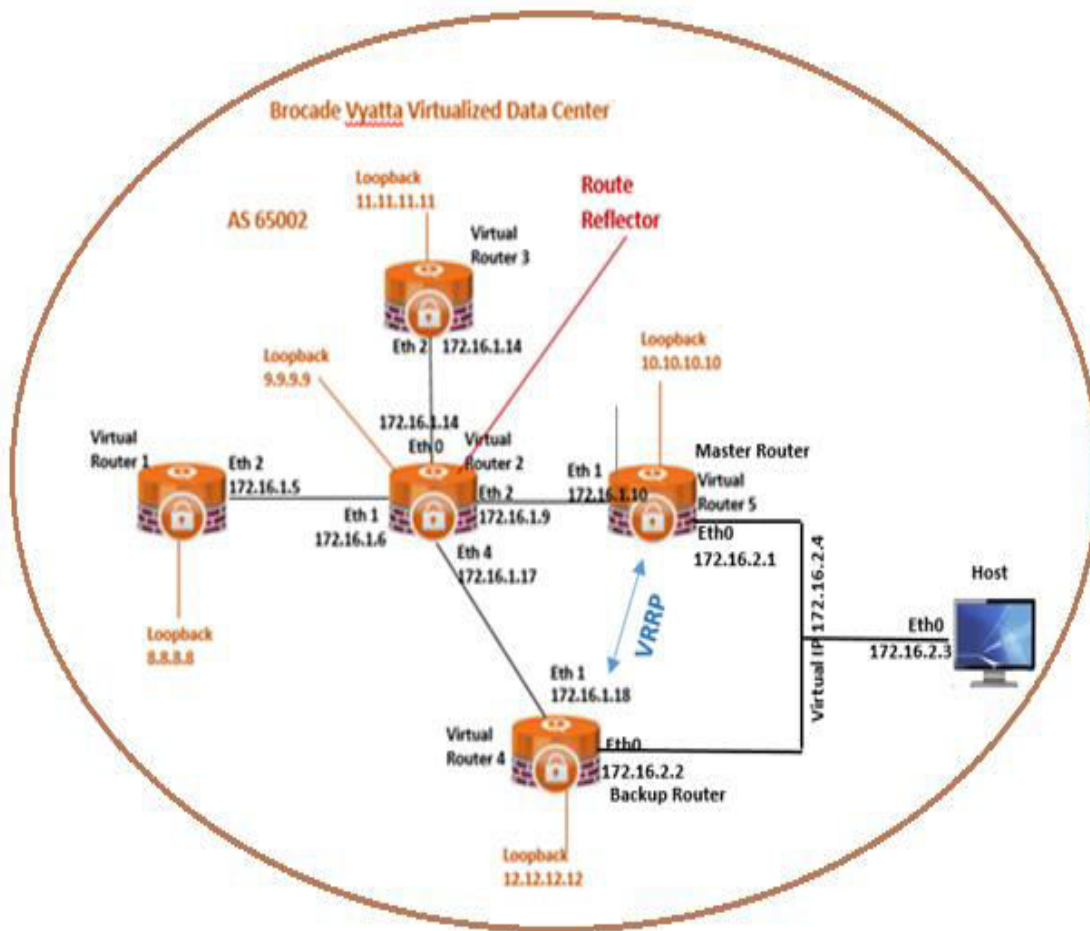 Brocade Vyatta Virtualized Data Center
Loopback
11.11.11.11
Route
Reflector
AS 65002
Virtual
Router 3
Eth 2 172.16.1.14
Loopback
9.9.9.9
Loopback
10.10.10.10
172.16.1.14
Eth 0
Virtual
Router 2
Virtual
Router 1
Eth 2
172.16.1.5
Eth 1
172.16.1.6
Eth 2
172.16.1.9
Eth 1
172.16.1.10
Master Router
Virtual
Router 5
Eth0
172.16.2.1
Eth 4
172.16.1.17
Virtual IP 172.16.2.4
Host
Eth0
172.16.2.3
VRRP
Loopback
8.8.8.8
Eth 1
172.16.1.18
Virtual
Router 4
Eth0
172.16.2.2
Backup Router
Loopback
12.12.12.12